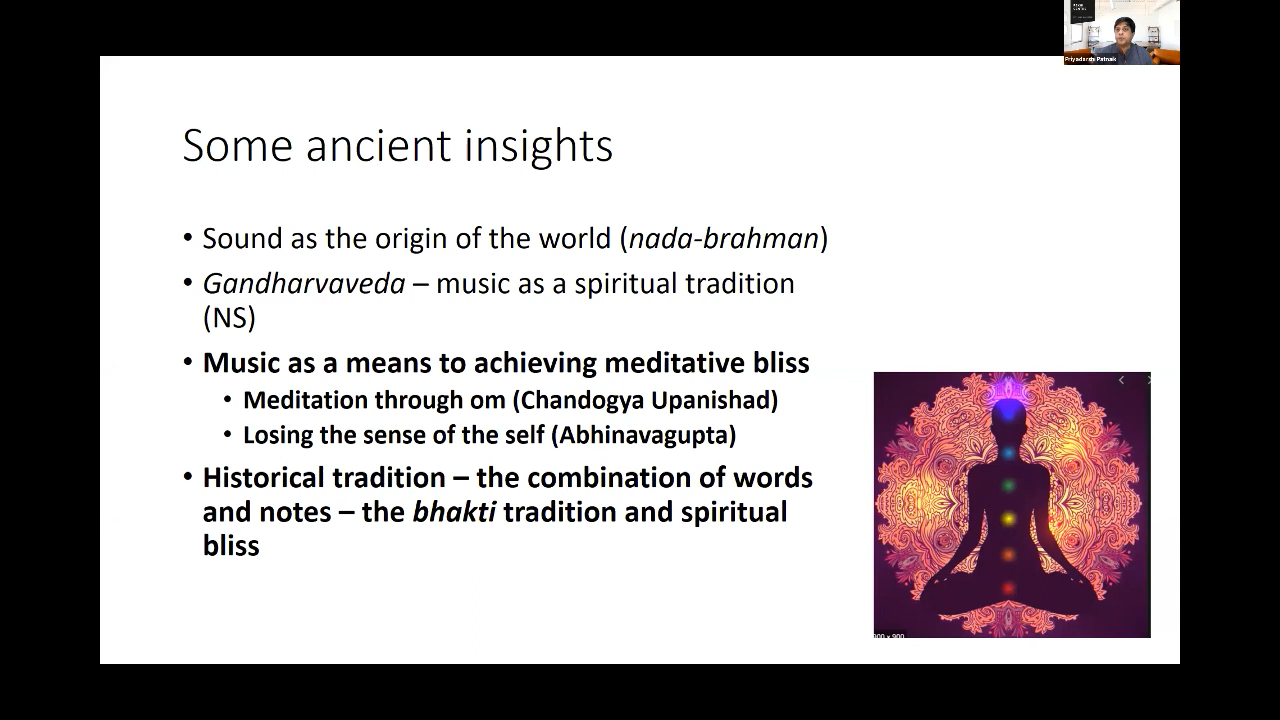 Priyadarshi Patnaik
Some ancient insights
• Sound as the origin of the world (nada-brahman)
• Gandharvaveda – music as a spiritual tradition
(NS)
• Music as a means to achieving meditative bliss
• Meditation through om (Chandogya Upanishad)
• Losing the sense of the self (Abhinavagupta)
• Historical tradition – the combination of words
and notes – the bhakti tradition and spiritual
bliss